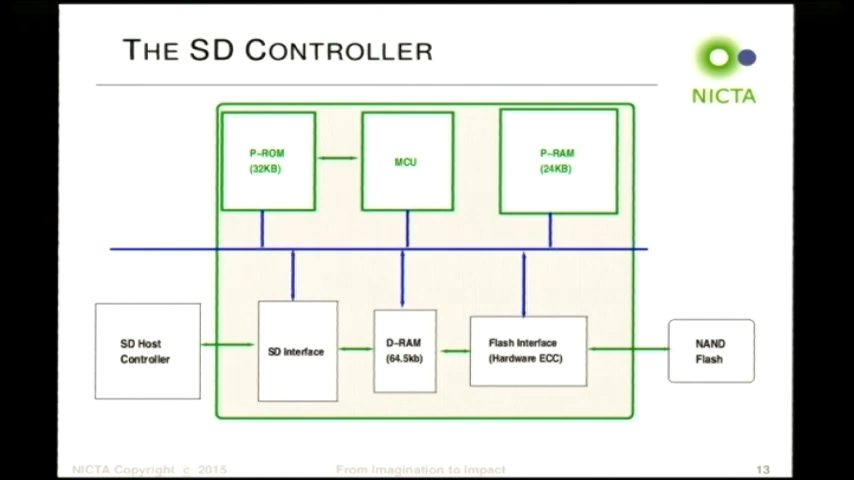 THE SD CONTROLLER
NICTA
P-ROM
(32KB)
MCU
P-RAM
(24KB)
SD Host
Controller
SD Interface
D-RAM
(64.5kb)
Flash Interface
(Hardware ECC)
NAND
Flash
NICTA Copyright c 2015
From Imagination to Impact
13